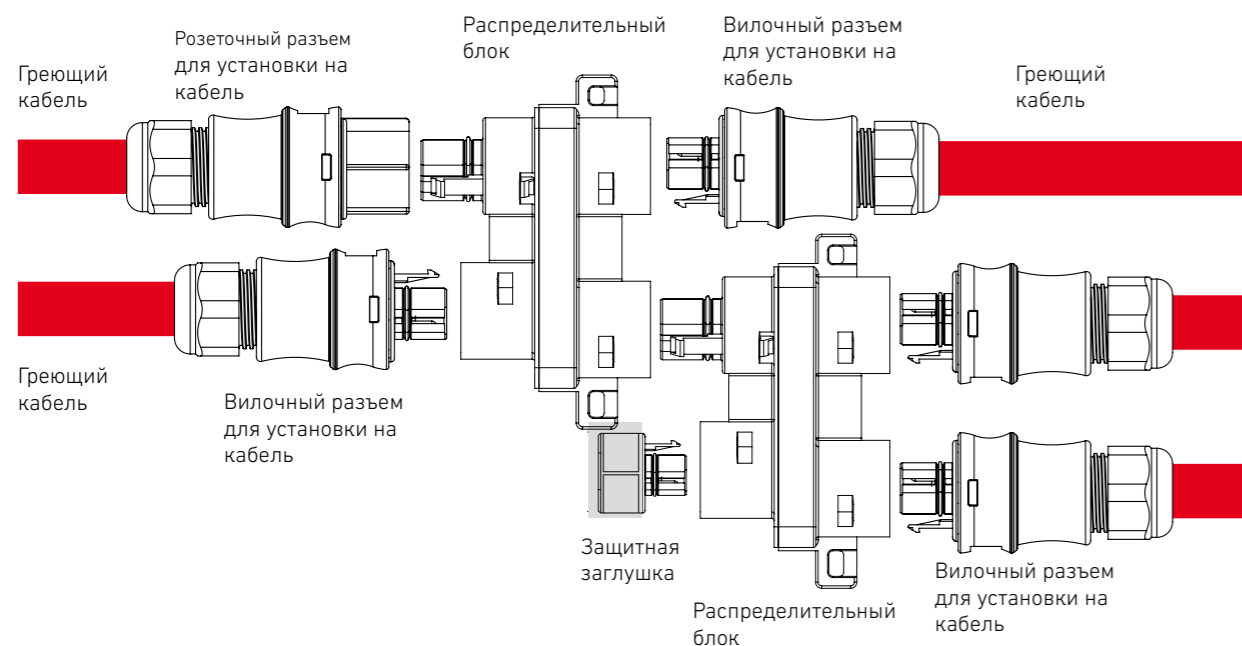 Греющий
кабель
Розеточный разъем
для установки на
кабель
Распределительный
блок
Вилочный разъем
для установки на
кабель
Греющий
кабель
Греющий
кабель
Вилочный разъем
для установки на
кабель
Защитная
заглушка
Распределительный
блок
Вилочный разъем
для установки на
кабель